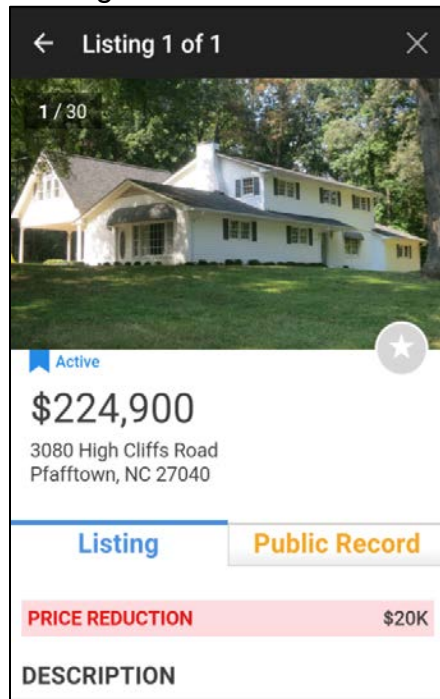 Listing 1 of 1
1 / 30
Active
$224,900
3080 High Cliffs Road
Pfafftown, NC 27040
Listing Public Record
PRICE REDUCTION $20K
DESCRIPTION